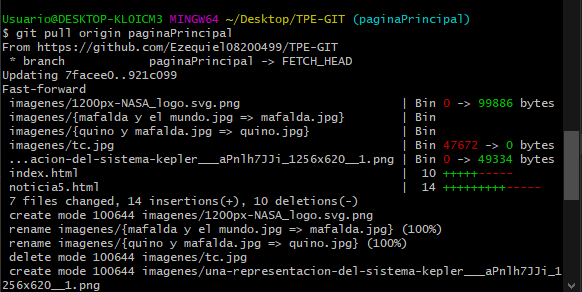 Usuario@DESKTOP-KLOICM3 MINGW64 ~/Desktop/TPE-GIT (paginaPrincipal)
$ git pull origin paginaPrincipal
From https://github.com/Ezequiel08200499/TPE-GIT
 * branch            paginaPrincipal -> FETCH_HEAD
Updating 7facee0..921c099
Fast-forward
 imagenes/1200px-NASA_logo.svg.png                  | Bin 0 -> 99886 bytes
 imagenes/{mafalda y el mundo.jpg => mafalda.jpg}   | Bin
 imagenes/{quino y mafalda.jpg => quino.jpg}        | Bin
 imagenes/tc.jpg                                    | Bin 47672 -> 0 bytes
 ...acion-del-sistema-kepler___aPnlh7JJi_1256x620__1.png | Bin 0 -> 49334 bytes
 index.html                                         |  10 +++++-----
 noticia5.html                                      |  14 +++++++++-----
 7 files changed, 14 insertions(+), 10 deletions(-)
 create mode 100644 imagenes/1200px-NASA_logo.svg.png
 rename imagenes/{mafalda y el mundo.jpg => mafalda.jpg} (100%)
 rename imagenes/{quino y mafalda.jpg => quino.jpg} (100%)
 delete mode 100644 imagenes/tc.jpg
 create mode 100644 imagenes/una-representacion-del-sistema-kepler___aPnlh7JJi_1
256x620__1.png